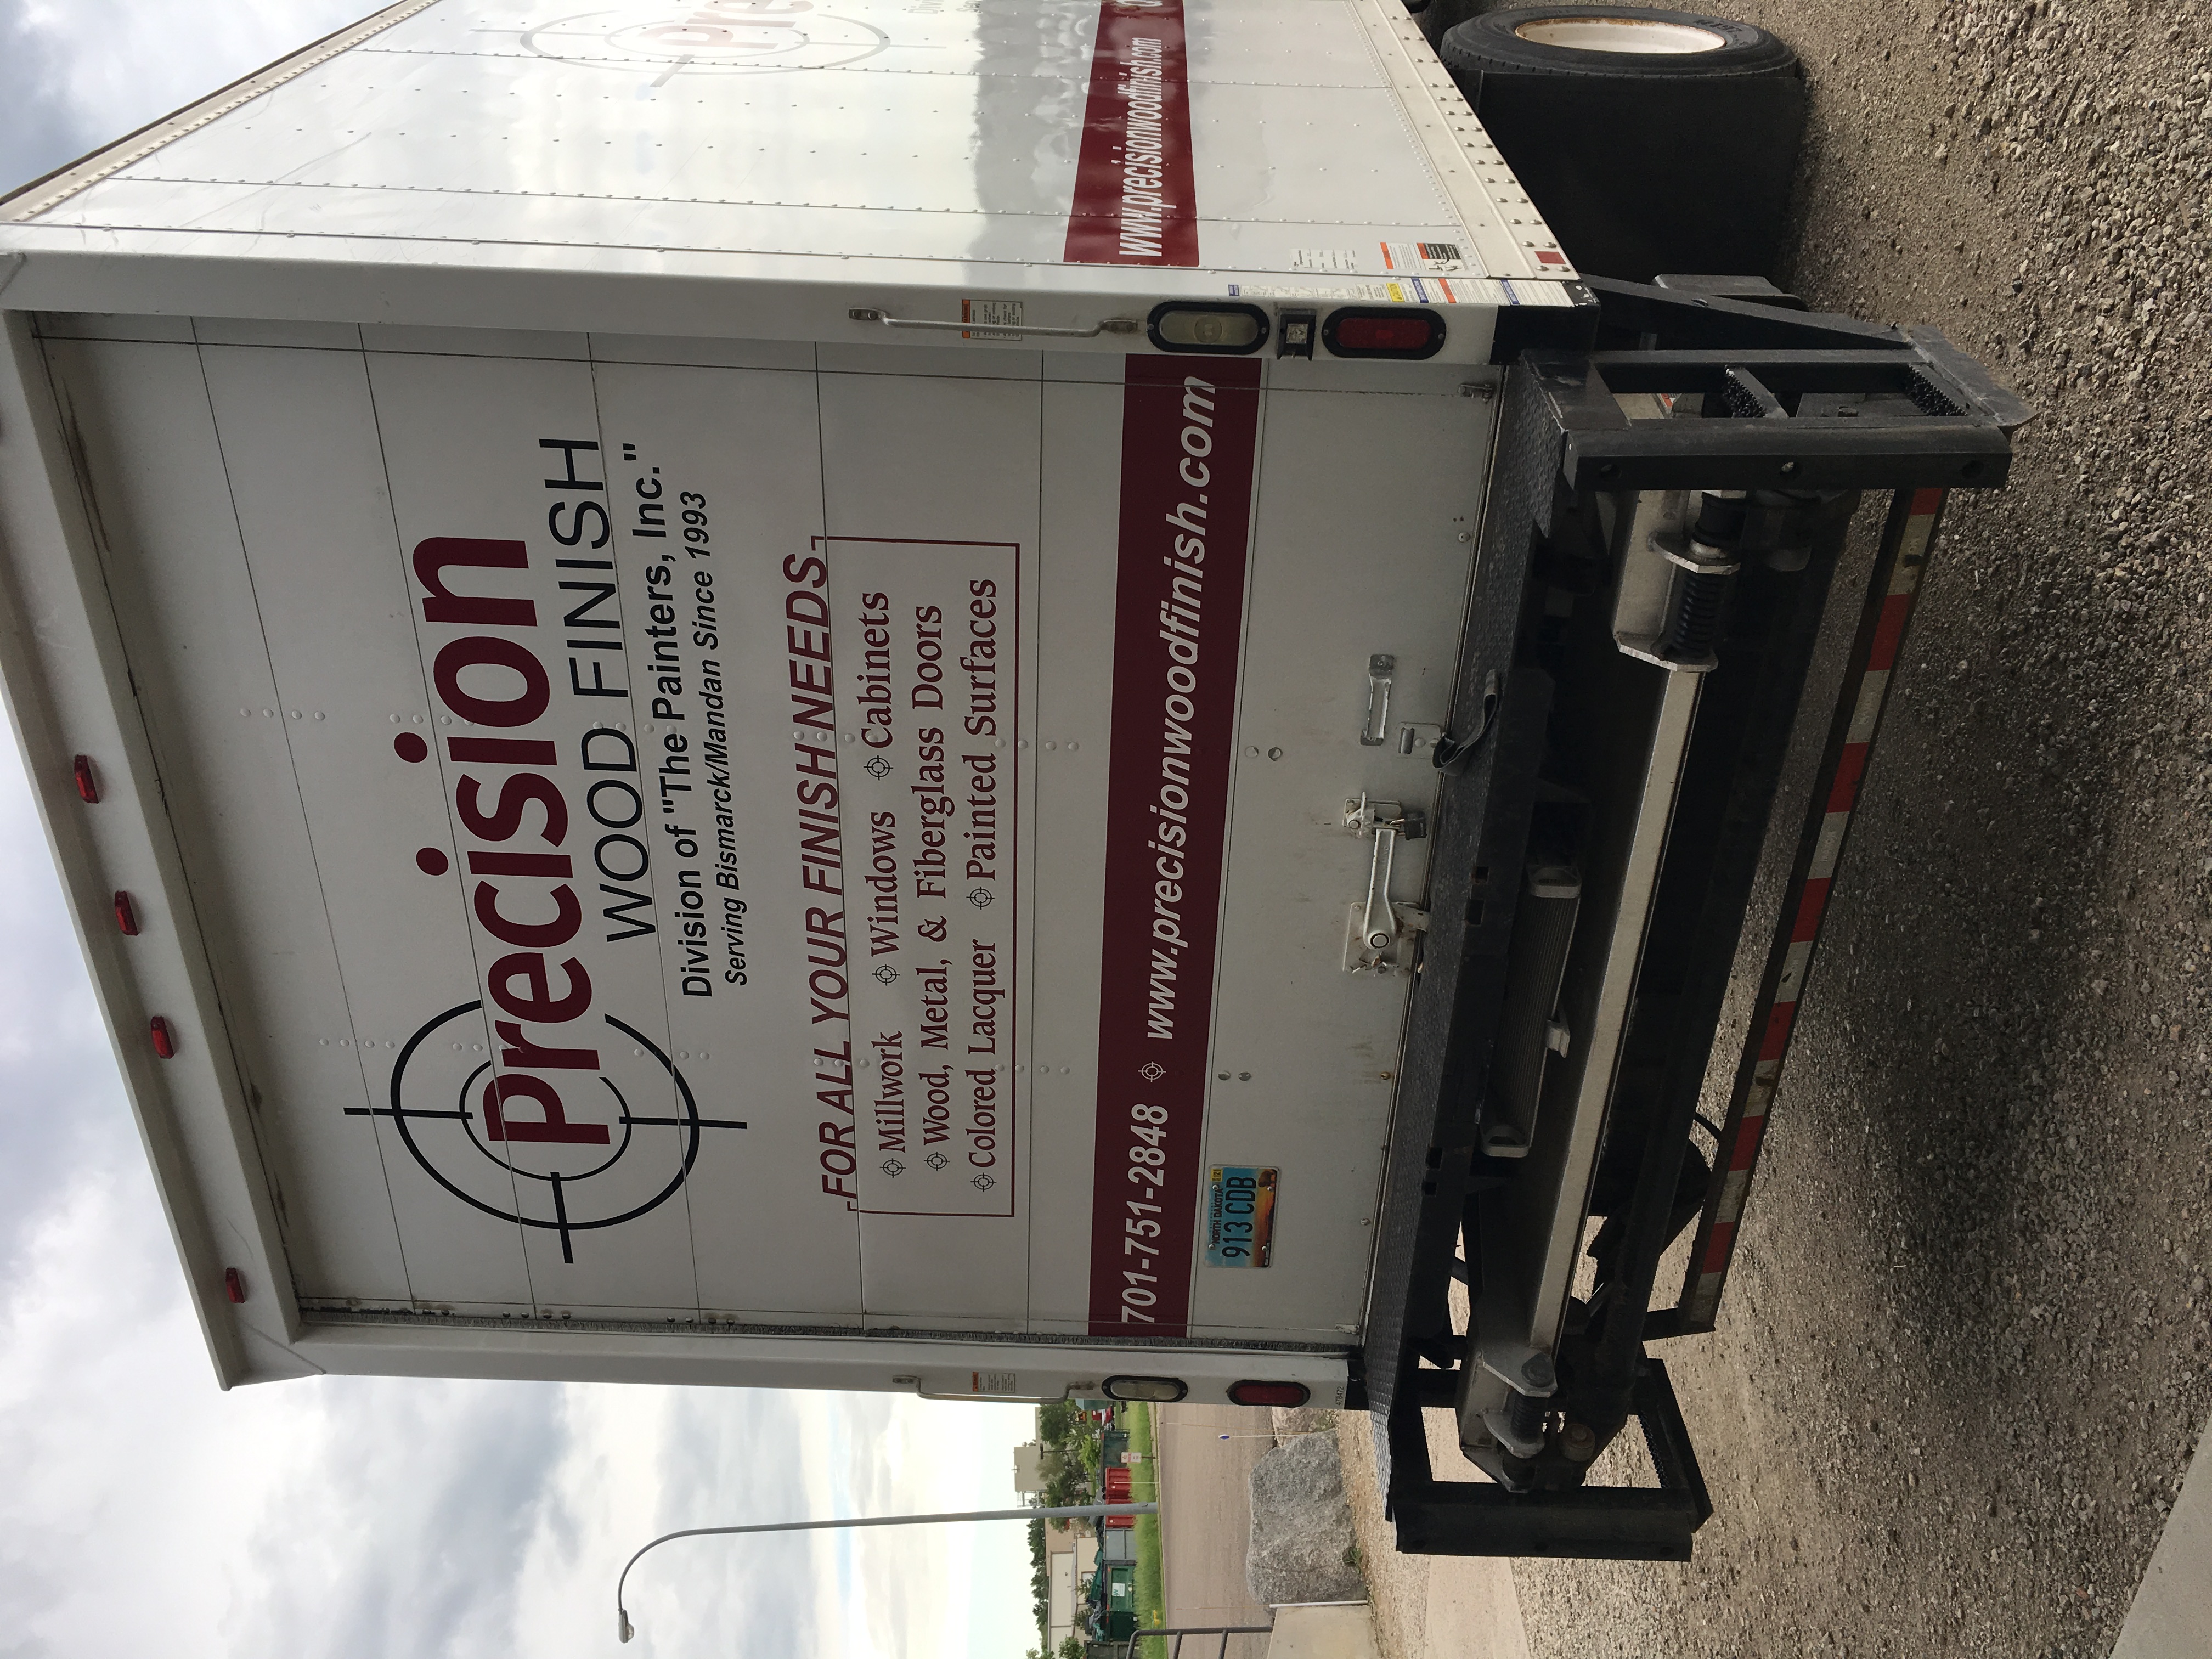 Precision
WOOD FINISH
Division of "The Painters, Inc."
Serving Bismarck/Mandan Since 1993
FOR ALL YOUR FINISH NEEDS
Millwork Windows Cabinets
Wood, Metal, & Fiberglass Doors
Colored Lacquer Painted Surfaces
701-751-2848 www.precisionwoodfinish.com
NORTH DAKOTA
913 CDB
Pre
www.precisionwoodfinish.com